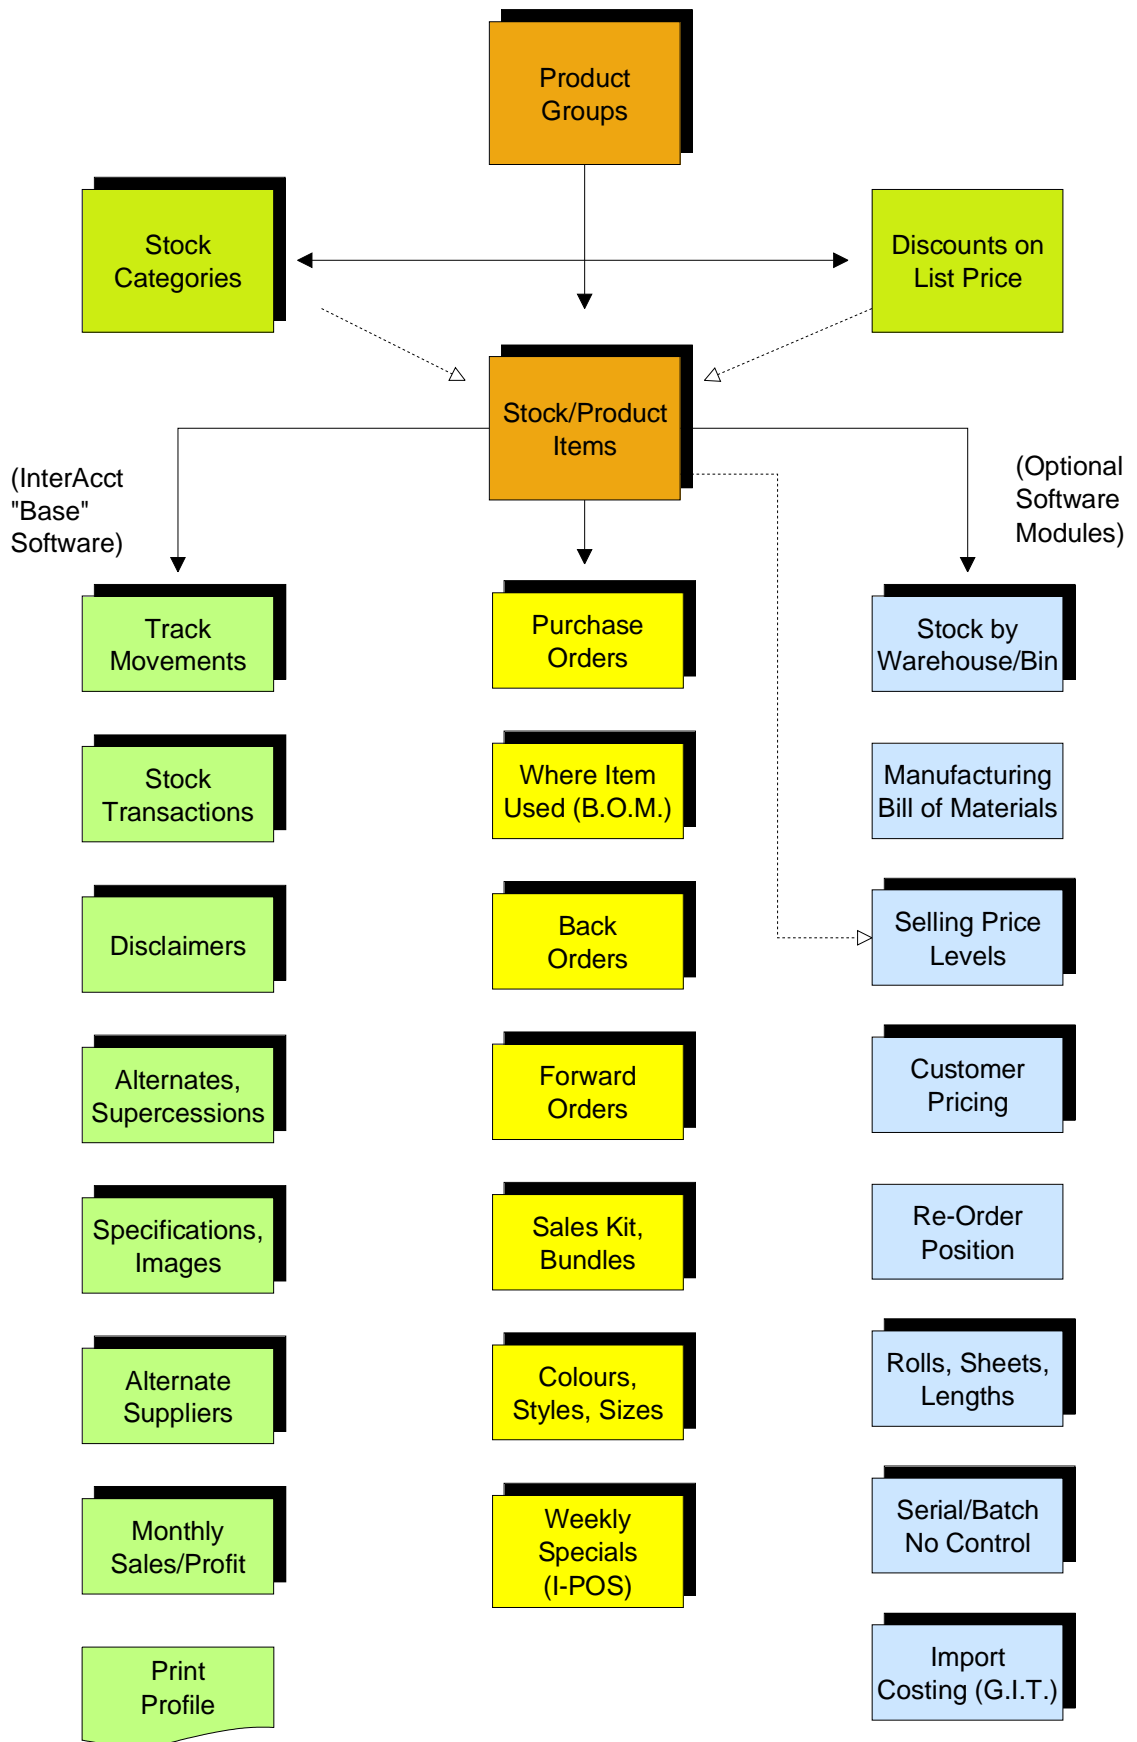 Product
Groups
Stock
Categories
Discounts on
List Price
Stock/Product
Items
(InterAcct
"Base"
Software)
(Optional
Software
Modules)
Track
Movements
Purchase
Orders
Stock by
Warehouse/Bin
Stock
Transactions
Where Item
Used (B.O.M.)
Manufacturing
Bill of Materials
Disclaimers
Back
Orders
Selling Price
Levels
Alternates,
Supercessions
Forward
Orders
Customer
Pricing
Specifications,
Images
Sales Kit,
Bundles
Re-Order
Position
Alternate
Suppliers
Colours,
Styles, Sizes
Rolls, Sheets,
Lengths
Monthly
Sales/Profit
Weekly
Specials
(I-POS)
Serial/Batch
No Control
Print
Profile
Import
Costing (G.I.T.)